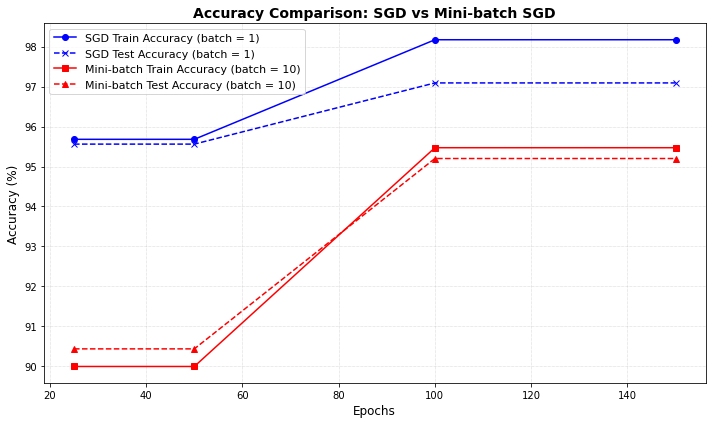 Accuracy Comparison: SGD vs Mini-batch SGD
SGD Train Accuracy (batch = 1)
SGD Test Accuracy (batch = 1)
Mini-batch Train Accuracy (batch = 10)
Mini-batch Test Accuracy (batch = 10)
Accuracy (%)
98
97
96
95
94
93
92
91
90
20 40 60 80 100 120 140
Epochs